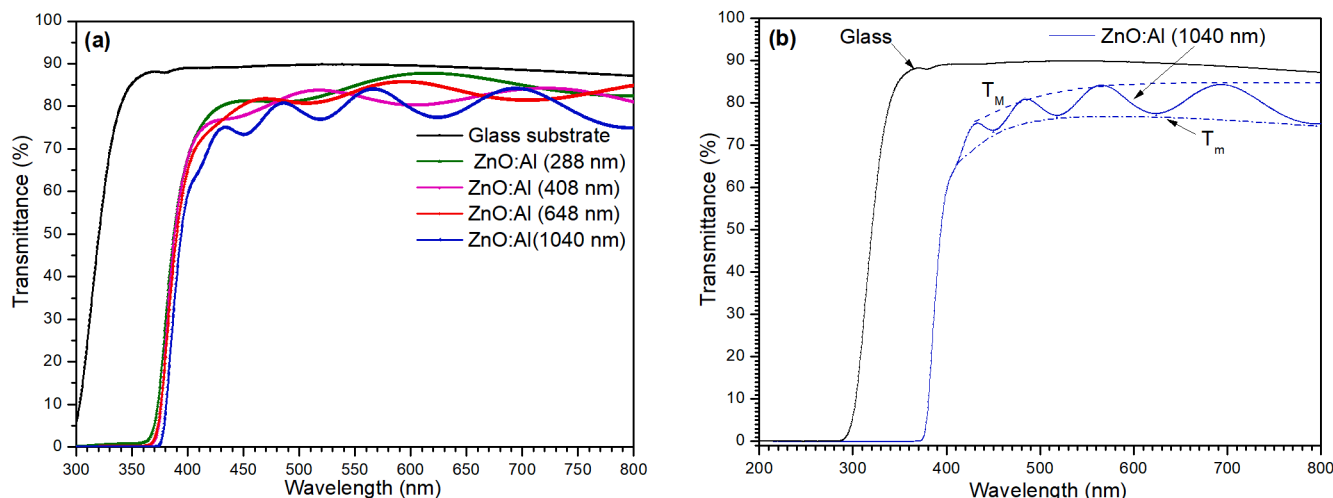 (a)
100
90
80
70
60
50
40
30
20
10
0
Transmittance (%)
Glass substrate
ZnO:Al (288 nm)
ZnO:Al (408 nm)
ZnO:Al (648 nm)
ZnO:Al(1040 nm)
300 350 400 450 500 550 600 650 700 750 800
Wavelength (nm)
(b)
100
90
80
70
60
50
40
30
20
10
0
Transmittance (%)
Glass
ZnO:Al (1040 nm)
TM
Tm
200 300 400 500 600 700 800
Wavelength (nm)